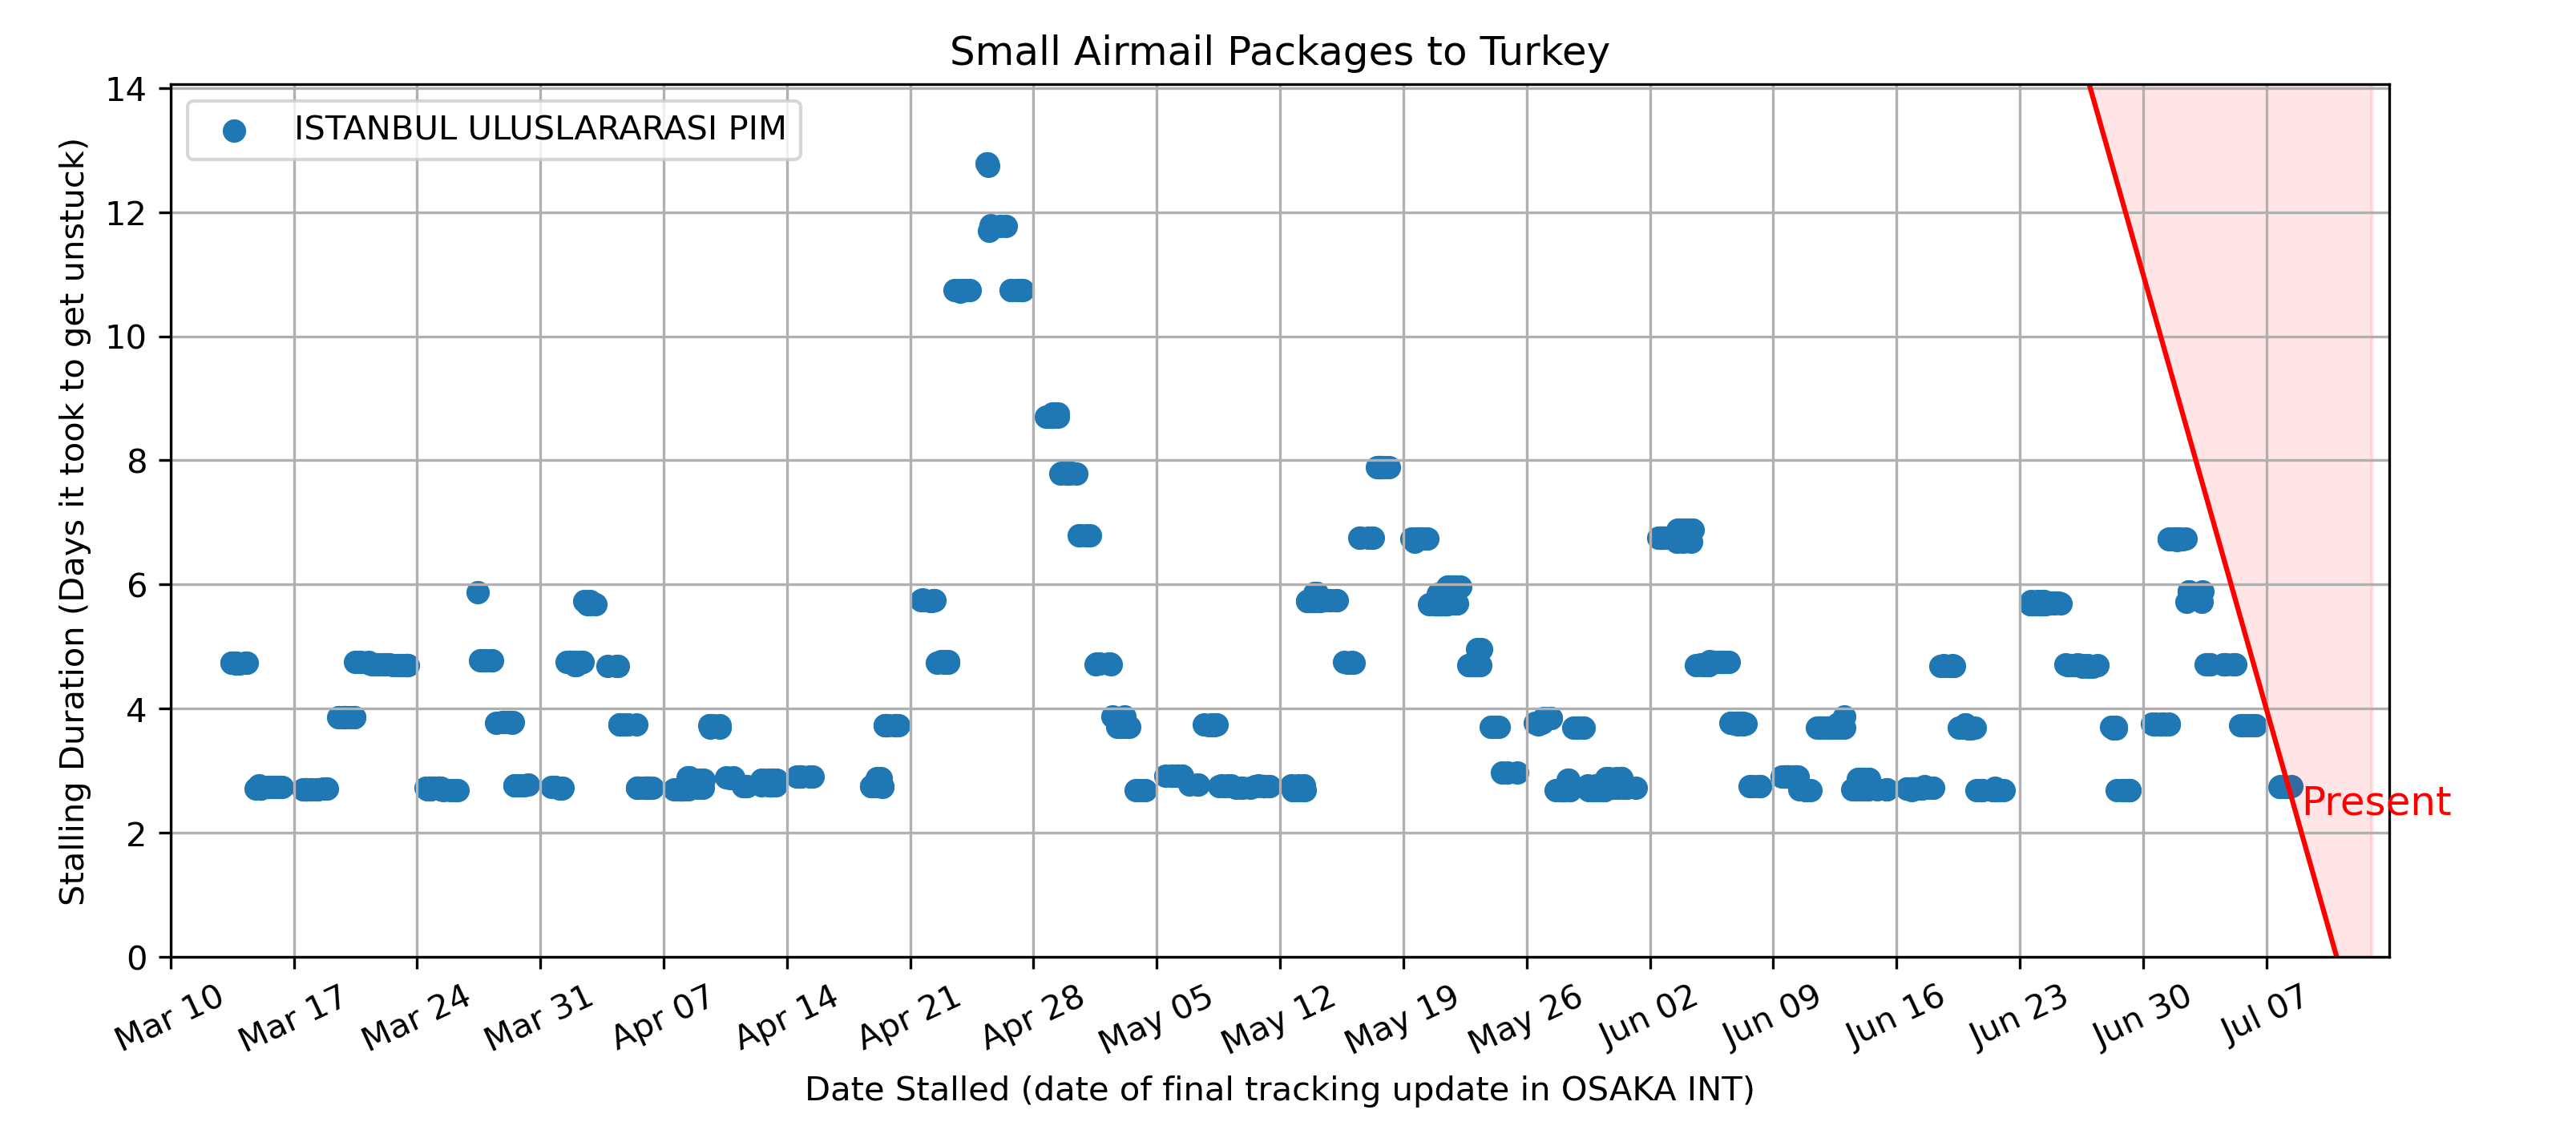 Small Airmail Packages to Turkey
ISTANBUL ULUSLARARASI PIM
Stalling Duration (Days it took to get unstuck)
14
12
10
8
6
4
2
0
Present
Mar 10
Mar 17
Mar 24
Mar 31
Apr 07
Apr 14
Apr 21
Apr 28
May 05
May 12
May 19
May 26
Jun 02
Jun 09
Jun 16
Jun 23
Jun 30
Jul 07
Date Stalled (date of final tracking update in OSAKA INT)